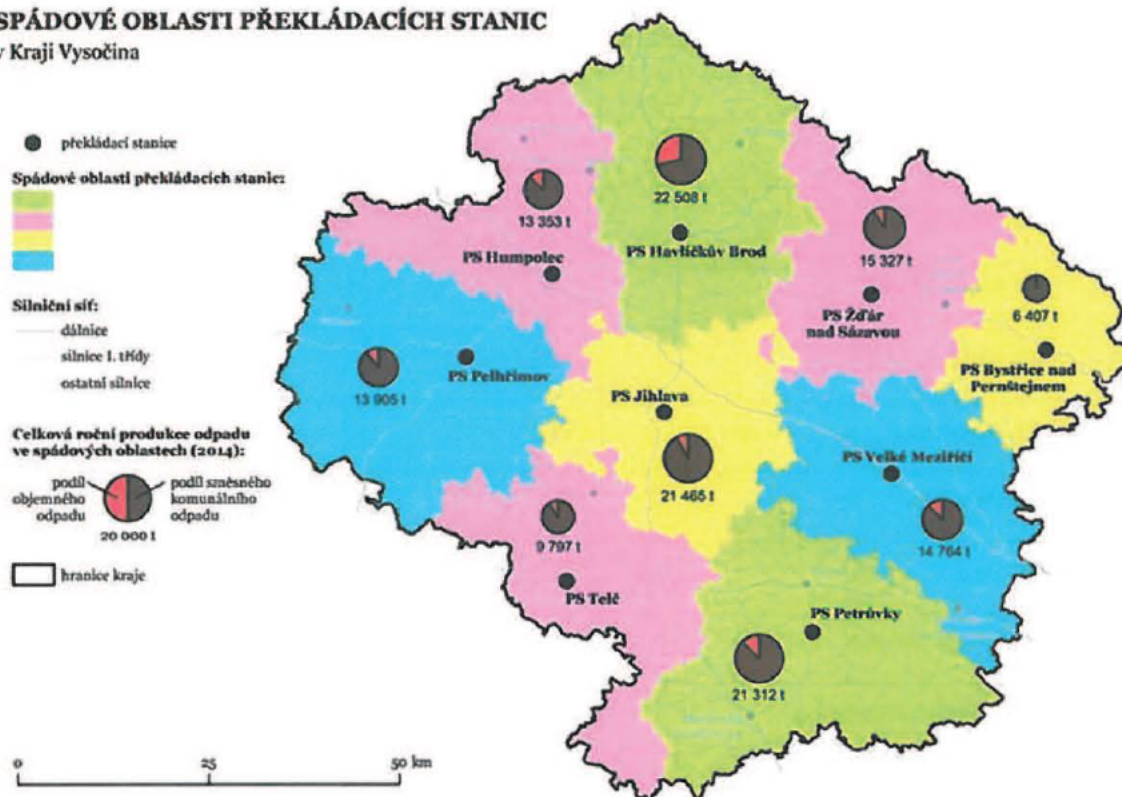 SPÁDOVÉ OBLASTI PŘEKLÁDACÍCH STANIC
v Kraji Vysočina
překládací stanice
Spádové oblasti překládacích stanic:
Silniční síť:
dálnice
silnice I. třídy
ostatní silnice
Celková roční produkce odpadu
ve spádových oblastech (2014):
podíl
objemného
odpadu
podíl směsného
komunálního
odpadu
20 000 t
hranice kraje
0 25 50 km
22 508 t
PS Havlíčkův Brod
13 353 t
PS Humpolec
15 327 t
PS Žďár
nad Sázavou
6 407 t
PS Bystřice nad
Pernštejnem
13 905 t
PS Pelhřimov
PS Jihlava
21 465 t
PS Velké Meziříčí
14 764 t
9 797 t
PS Telč
PS Petrůvky
21 312 t